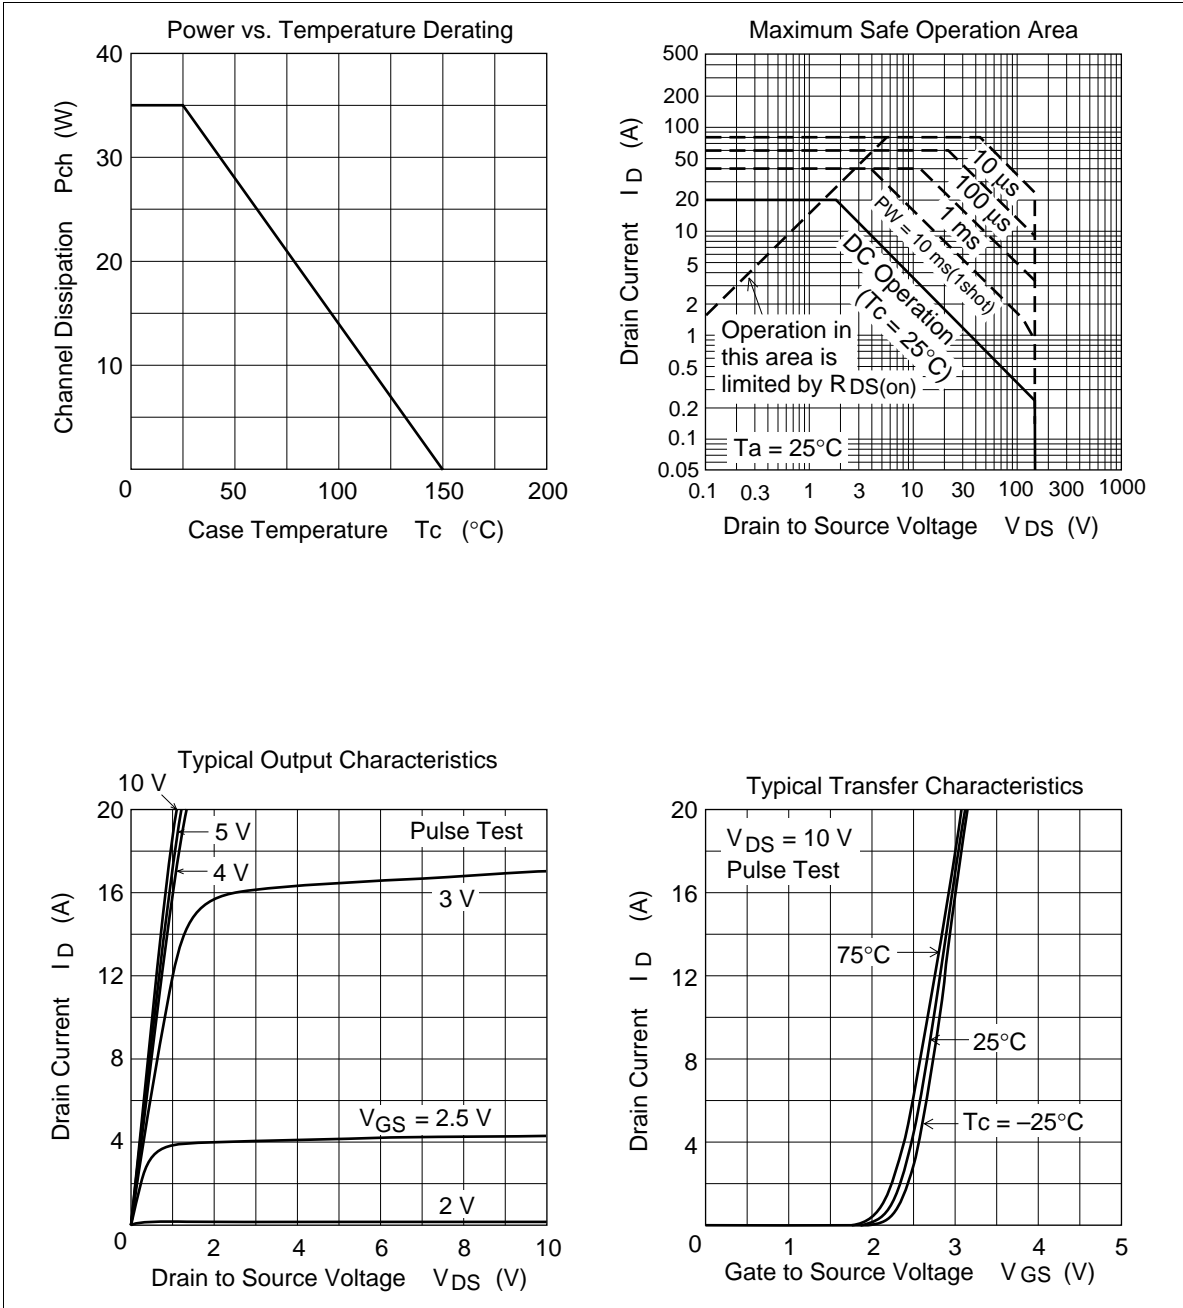 Power vs. Temperature Derating
40
30
20
10
0
50
100
150
200
Channel Dissipation Pch (W)
Case Temperature Tc (°C)
Maximum Safe Operation Area
500
200
100
50
20
10
5
2
1
0.5
0.2
0.1
0.05
0.1
0.3
1
3
10
30
100
300
1000
Drain Current I D (A)
10 µs
100 µs
1 ms
PW = 10 ms(1shot)
DC Operation
(Tc = 25°C)
Operation in
this area is
limited by R DS(on)
Ta = 25°C
Drain to Source Voltage V DS (V)
Typical Output Characteristics
10 V
5 V
4 V
Pulse Test
3 V
V GS = 2.5 V
2 V
20
16
12
8
4
0
2
4
6
8
10
Drain Current I D (A)
Drain to Source Voltage V DS (V)
Typical Transfer Characteristics
V DS = 10 V
Pulse Test
75°C
25°C
Tc = –25°C
20
16
12
8
4
0
1
2
3
4
5
Drain Current I D (A)
Gate to Source Voltage V GS (V)